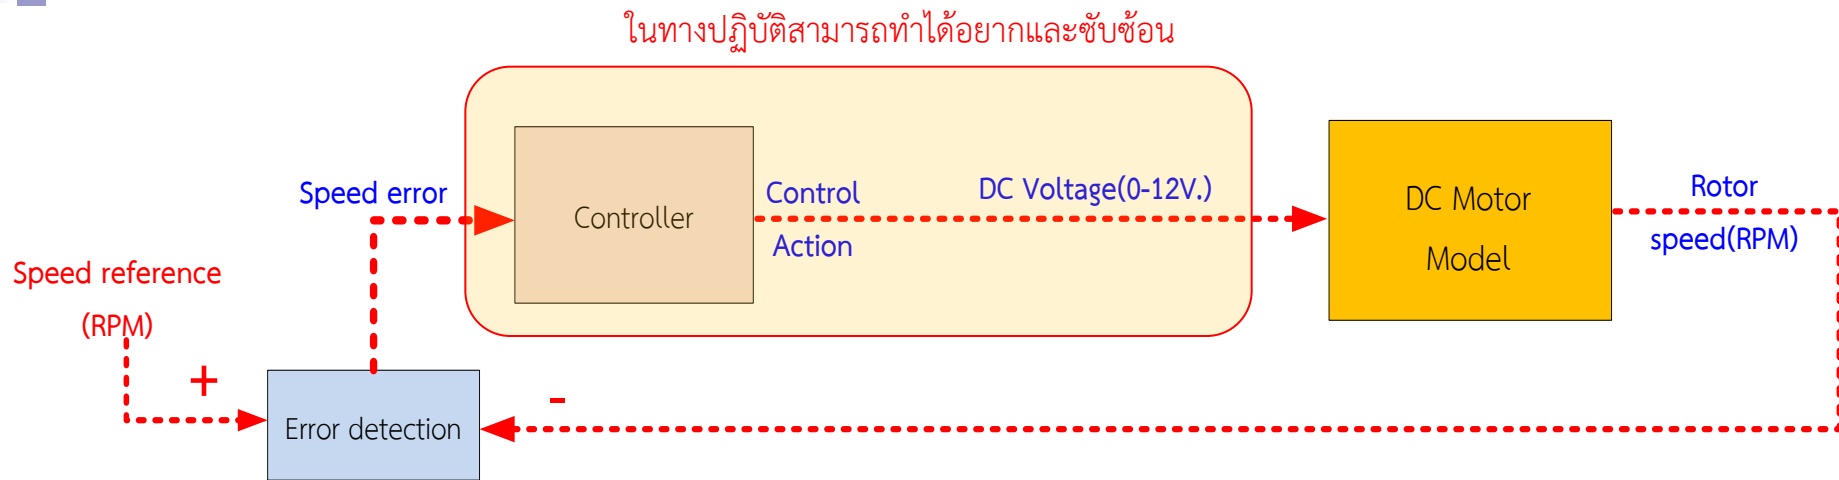 ในทางปฏิบัติสามารถทำได้อยากและซับซ้อน
Speed error
Controller
Control
Action
DC Voltage(0-12V.)
DC Motor
Model
Rotor
speed(RPM)
Speed reference
(RPM)
+
Error detection
-